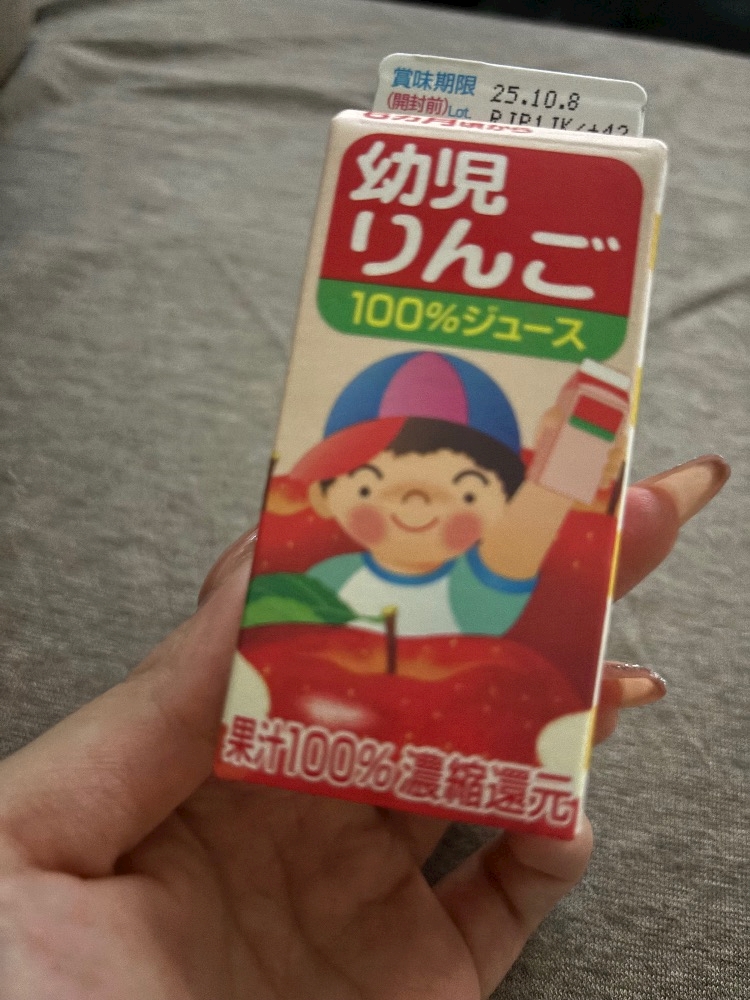 賞味期限 25.10.8
(開封前)Lot.
幼児
りんご
100%ジュース
果汁100% 濃縮還元